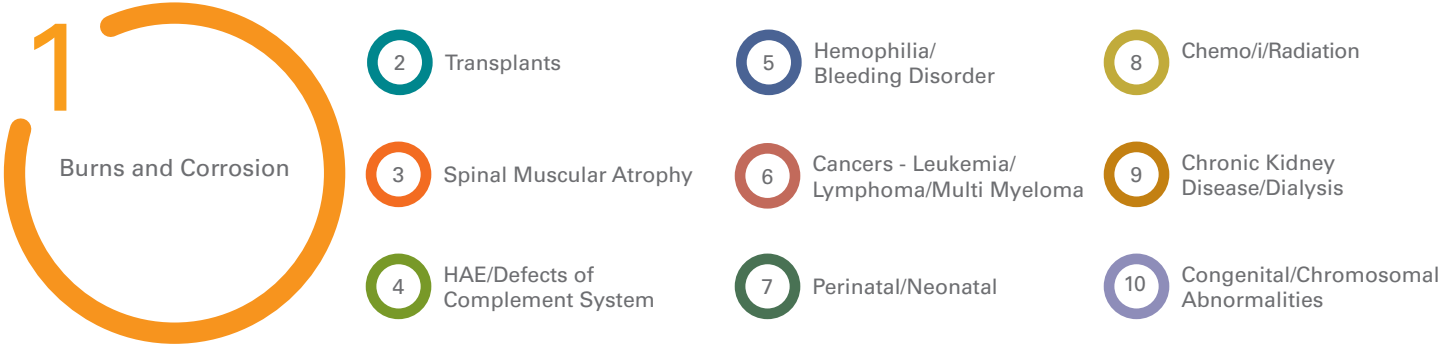 1
Burns and Corrosion
2
Transplants
3
Spinal Muscular Atrophy
4
HAE/Defects of
Complement System
5
Hemophilia/
Bleeding Disorder
6
Cancers - Leukemia/
Lymphoma/Multi Myeloma
7
Perinatal/Neonatal
8
Chemo/i/Radiation
9
Chronic Kidney
Disease/Dialysis
10
Congenital/Chromosomal
Abnormalities